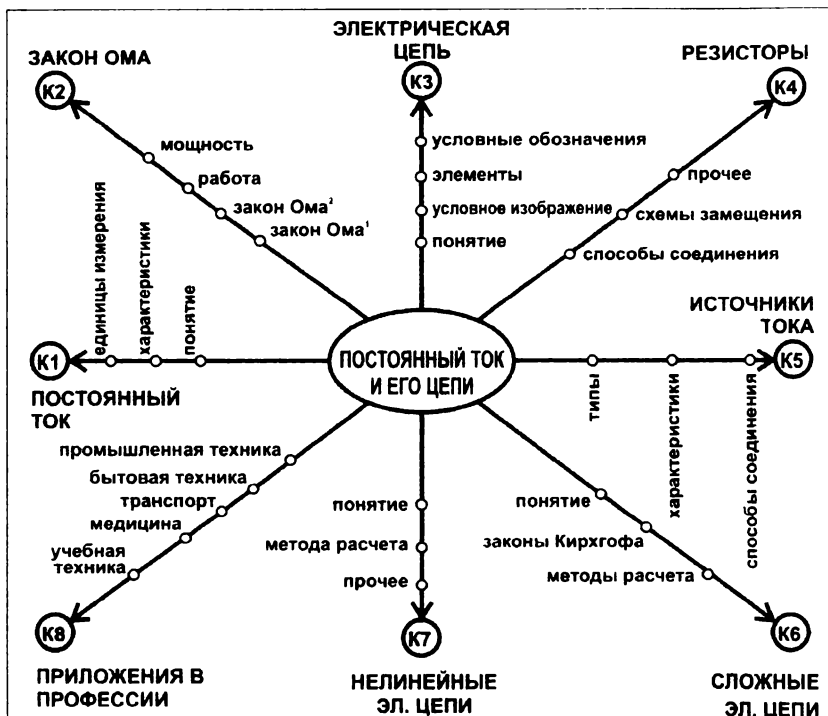 ЗАКОН ОМА
К2
ЭЛЕКТРИЧЕСКАЯ
ЦЕПЬ
К3
РЕЗИСТОРЫ
К4
мощность
работа
закон Ома²
закон Ома¹
условные обозначения
элементы
условное изображение
понятие
прочее
схемы замещения
способы соединения
единицы измерения
характеристики
понятие
К1
ПОСТОЯННЫЙ
ТОК
ПОСТОЯННЫЙ ТОК
И ЕГО ЦЕПИ
ИСТОЧНИКИ
ТОКА
К5
типы
характеристики
способы соединения
промышленная техника
бытовая техника
транспорт
медицина
учебная
техника
К8
ПРИЛОЖЕНИЯ В
ПРОФЕССИИ
понятие
метода расчета
прочее
К7
НЕЛИНЕЙНЫЕ
ЭЛ. ЦЕПИ
понятие
законы Кирхгофа
методы расчета
К6
СЛОЖНЫЕ
ЭЛ. ЦЕПИ